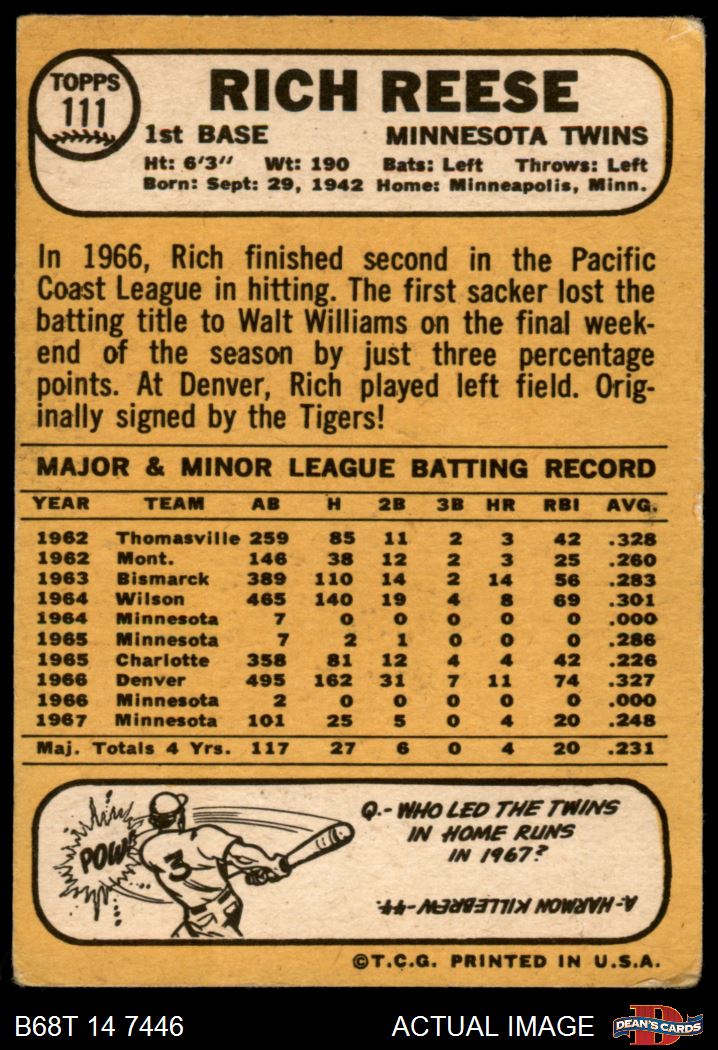 TOPPS
111
RICH REESE
1st BASE MINNESOTA TWINS
Ht: 6'3" Wt: 190 Bats: Left Throws: Left
Born: Sept: 29, 1942 Home: Minneapolis, Minn.
In 1966, Rich finished second in the Pacific
Coast League in hitting. The first sacker lost the
batting title to Walt Williams on the final week-
end of the season by just three percentage
points. At Denver, Rich played left field. Orig-
inally signed by the Tigers!
MAJOR & MINOR LEAGUE BATTING RECORD
YEAR TEAM AB H 2B 3B HR RBI AVG.
1962 Thomasville 259 85 11 2 3 42 .328
1962 Mont. 146 38 12 2 3 25 .260
1963 Bismarck 389 110 14 2 14 56 .283
1964 Wilson 465 140 19 4 8 69 .301
1964 Minnesota 7 0 0 0 0 0 .000
1965 Minnesota 7 2 1 0 0 0 .286
1965 Charlotte 358 81 12 4 4 42 .226
1966 Denver 495 162 31 7 11 74 .327
1966 Minnesota 2 0 0 0 0 0 .000
1967 Minnesota 101 25 5 0 4 20 .248
Maj. Totals 4 Yrs. 117 27 6 0 4 20 .231
POW!
3
Q.- WHO LED THE TWINS
IN HOME RUNS
IN 1967?
A- HARMON KILLEBREW-44.
©T.C.G. PRINTED IN U.S.A.
B68T 14 7446 ACTUAL IMAGE
D
DEAN'S CARDS